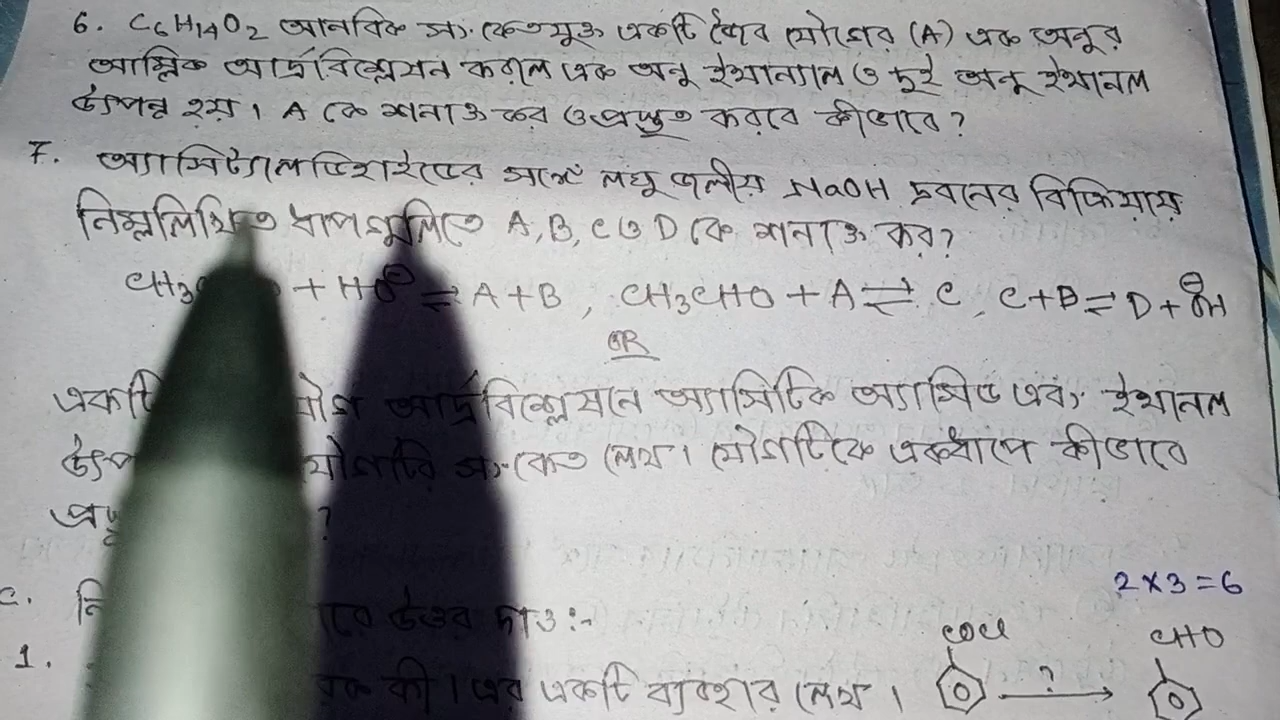 6. C6H14O2 আনবিক সংকেতযুক্ত একটি জৈব যৌগের (A) এক অনুর
আম্লিক আর্দ্রবিশ্লেষন করলে এক অনু ইথান্যাল ও দুই অনু ইথানল
উৎপন্ন হয়। A কে শনাক্ত কর ও প্রস্তুত করবে কীভাবে?
7. অ্যাসিট্যালডিহাইডের সঙ্গে লঘু জলীয় NaOH দ্রবনের বিক্রিয়ায়
নিম্নলিখিত ধাপগুলিতে A, B, C ও D কে শনাক্ত কর?
CH3 + HO⊖ ⇌ A + B , CH3CHO + A ⇌ C , C + B ⇌ D + ⊖OH
OR
একটি আর্দ্রবিশ্লেষনে অ্যাসিটিক অ্যাসিড এবং ইথানল
সংকেত লেখ। যৌগটিকে একধাপে কীভাবে
?
C. উত্তর দাও :-
2 × 3 = 6
1. কী। এর একটি ব্যবহার লেখ। COCl ? → CHO